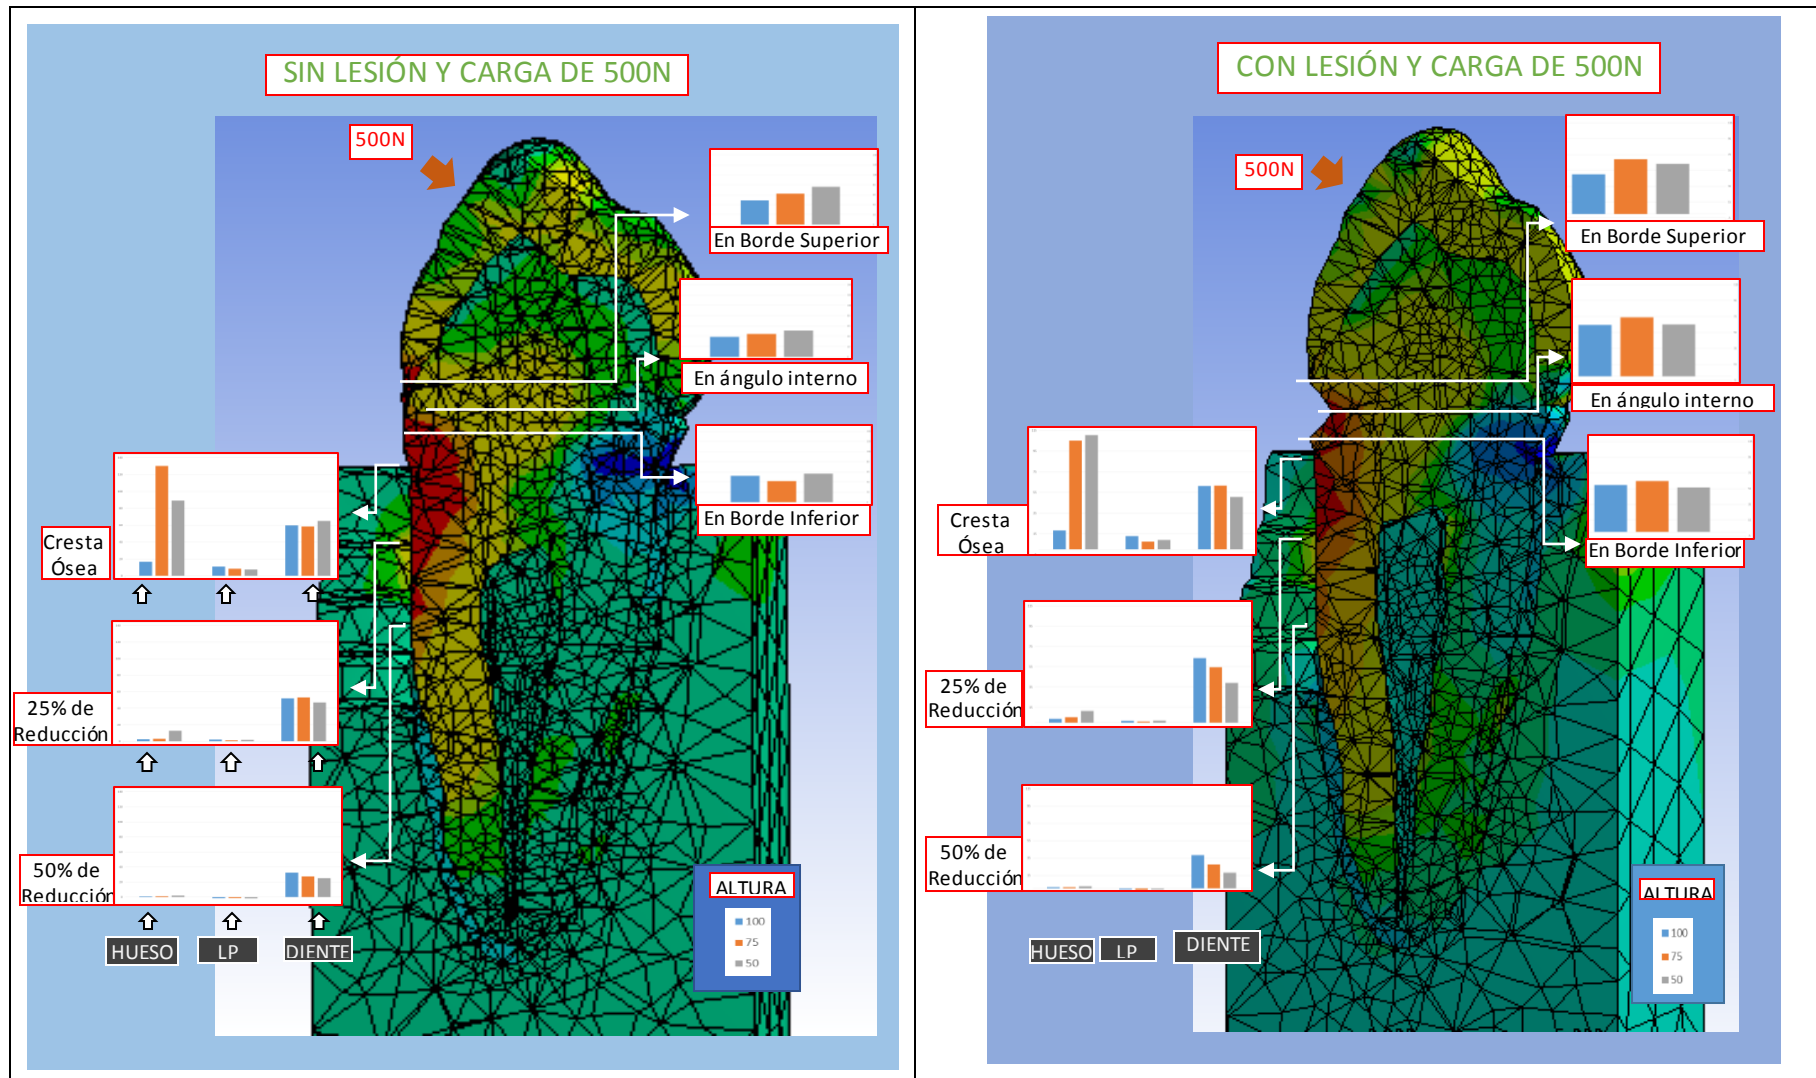 SIN LESIÓN Y CARGA DE 500N
500N
En Borde Superior
En ángulo interno
En Borde Inferior
Cresta
Ósea
25% de
Reducción
50% de
Reducción
HUESO
LP
DIENTE
ALTURA
100
75
50
CON LESIÓN Y CARGA DE 500N
500N
En Borde Superior
En ángulo interno
En Borde Inferior
Cresta
Ósea
25% de
Reducción
50% de
Reducción
HUESO
LP
DIENTE
ALTURA
100
75
50